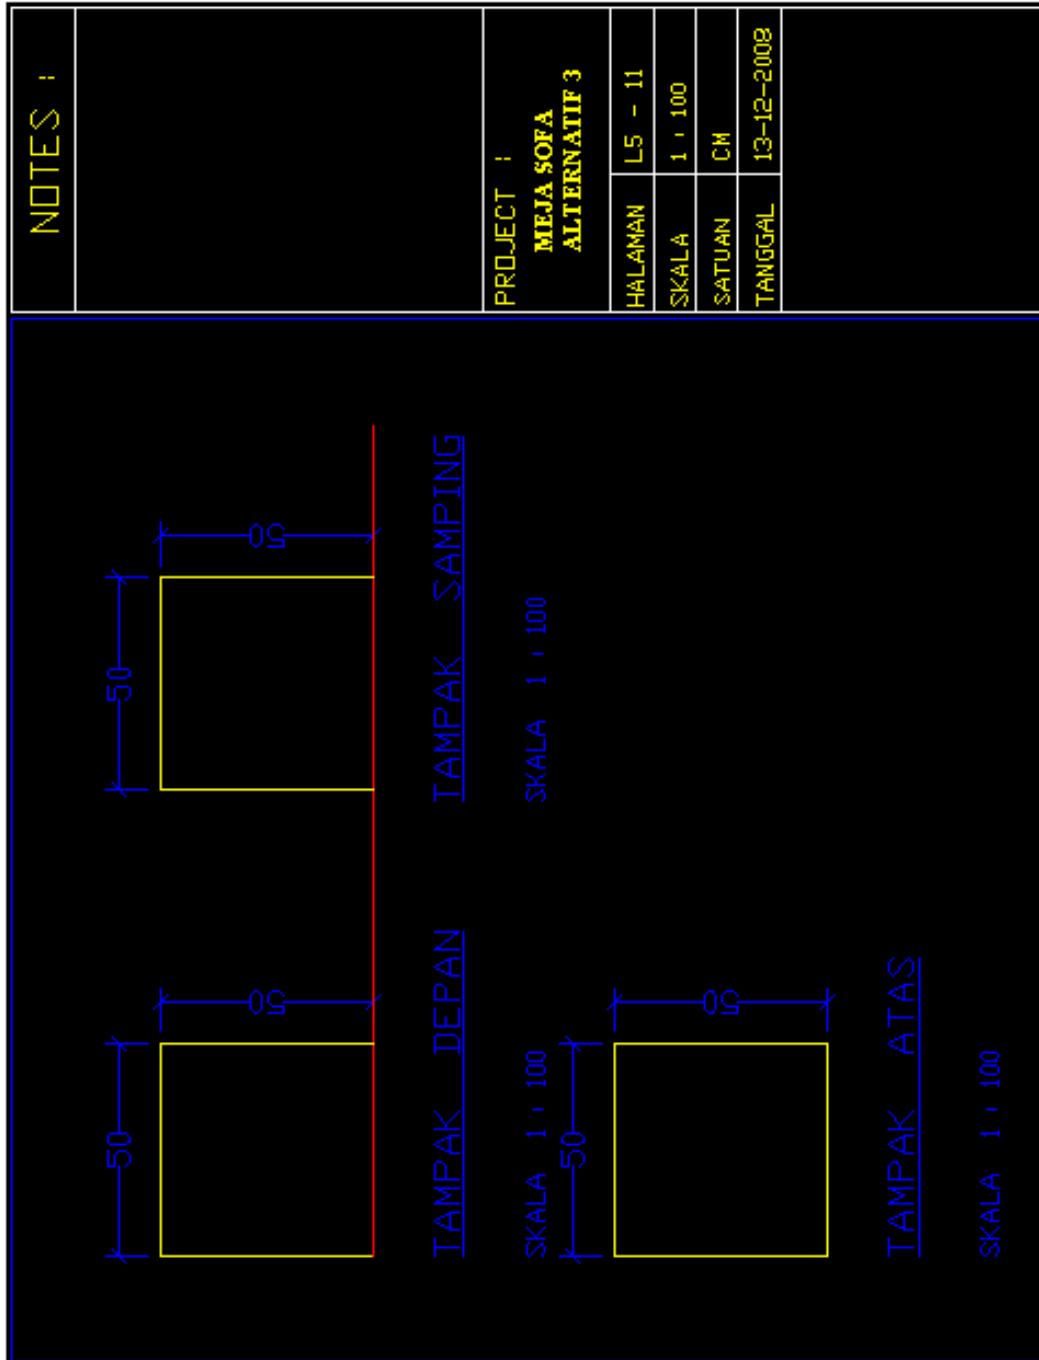 50
50
50
50
TAMPAK DEPAN
TAMPAK SAMPING
SKALA 1 : 100
SKALA 1 : 100
50
50
TAMPAK ATAS
SKALA 1 : 100
NOTES :
PROJECT :
MEJA SOFA
ALTERNATIF 3
HALAMAN L5 - 11
SKALA 1 : 100
SATUAN CM
TANGGAL 13-12-2008